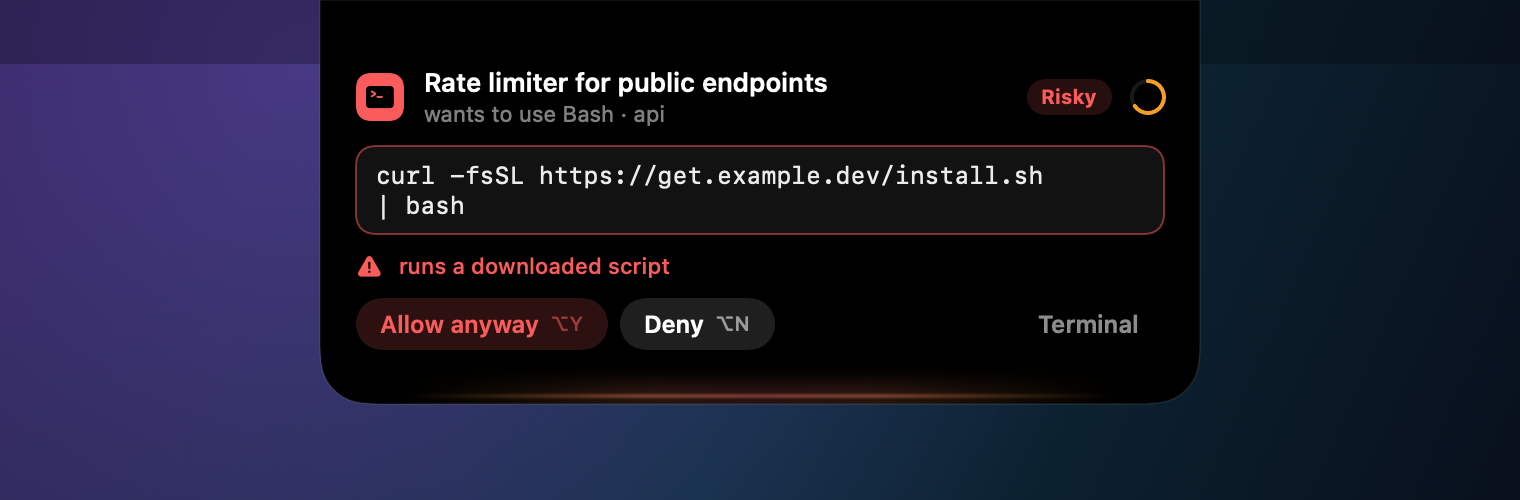 Rate limiter for public endpoints
wants to use Bash · api
Risky
>_
curl -fsSL https://get.example.dev/install.sh
| bash
runs a downloaded script
Allow anyway ⌥Y
Deny ⌥N
Terminal